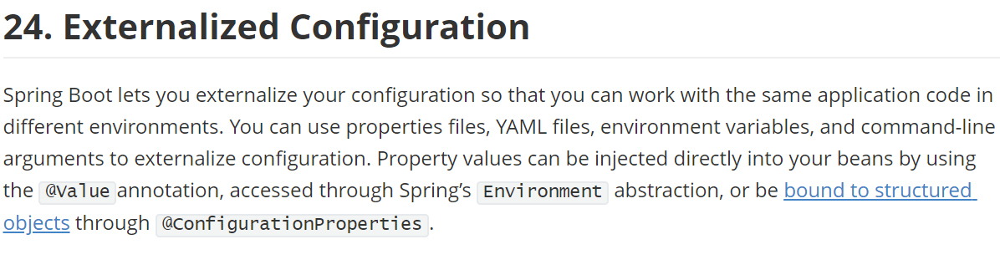 24. Externalized Configuration
Spring Boot lets you externalize your configuration so that you can work with the same application code in
different environments. You can use properties files, YAML files, environment variables, and command-line
arguments to externalize configuration. Property values can be injected directly into your beans by using
the @Value annotation, accessed through Spring’s Environment abstraction, or be bound to structured
objects through @ConfigurationProperties.